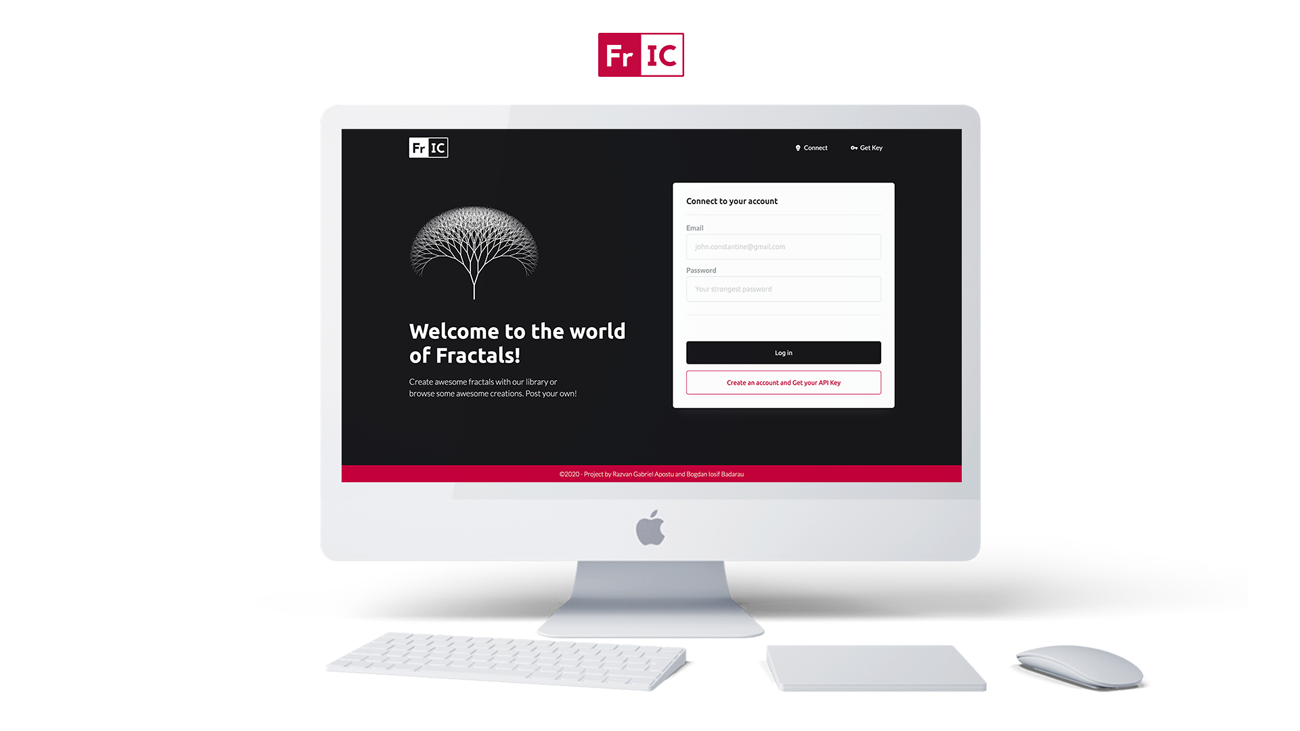 Fr IC
Fr IC
Connect
Get Key
Welcome to the world
of Fractals!
Create awesome fractals with our library or
browse some awesome creations. Post your own!
Connect to your account
Email
john.constantine@gmail.com
Password
Your strongest password
Log in
Create an account and Get your API Key
©2020 - Project by Razvan Gabriel Apostu and Bogdan Iosif Badarau